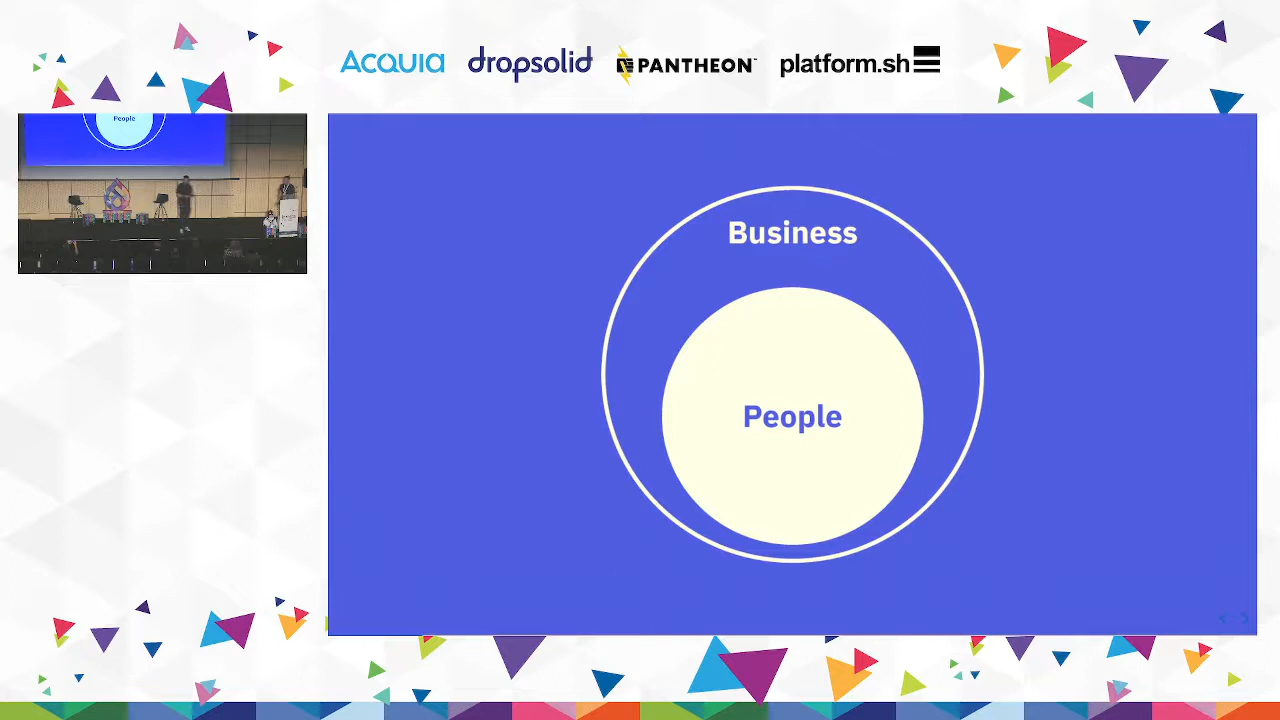 ACQUIA
dropsolid
PANTHEON
platform.sh
People
Business
People